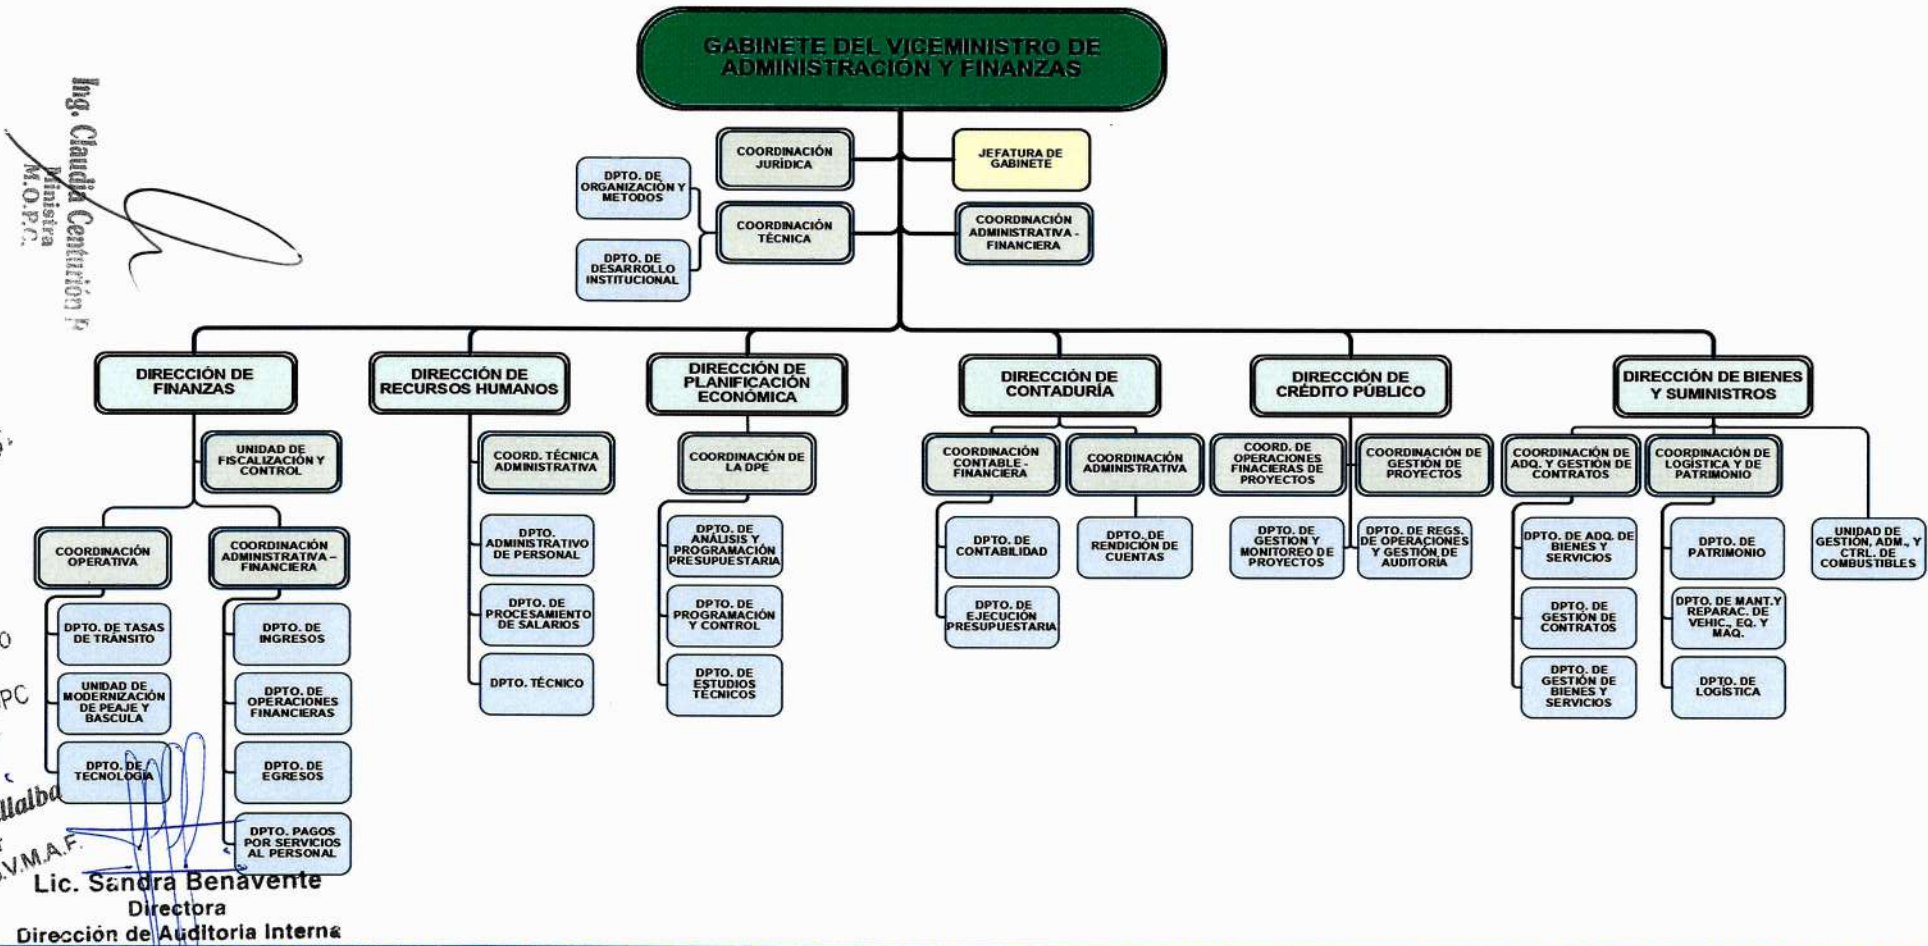 GABINETE DEL VICEMINISTRO DE
ADMINISTRACIÓN Y FINANZAS
Ing. Claudia Centurión
Ministra
M.O.P.C.
COORDINACIÓN
JURÍDICA
JEFATURA DE
GABINETE
DPTO. DE
ORGANIZACIÓN Y
METODOS
COORDINACIÓN
TÉCNICA
COORDINACIÓN
ADMINISTRATIVA -
FINANCIERA
DPTO. DE
DESARROLLO
INSTITUCIONAL
DIRECCIÓN DE
FINANZAS
DIRECCIÓN DE
RECURSOS HUMANOS
DIRECCIÓN DE
PLANIFICACIÓN
ECONÓMICA
DIRECCIÓN DE
CONTADURÍA
DIRECCIÓN DE
CRÉDITO PÚBLICO
DIRECCIÓN DE BIENES
Y SUMINISTROS
UNIDAD DE
FISCALIZACIÓN Y
CONTROL
COORD. TÉCNICA
ADMINISTRATIVA
COORDINACIÓN DE
LA DPE
COORDINACIÓN
CONTABLE -
FINANCIERA
COORDINACIÓN
ADMINISTRATIVA
COORD. DE
OPERACIONES
FINACIERAS DE
PROYECTOS
COORDINACIÓN DE
GESTIÓN DE
PROYECTOS
COORDINACIÓN DE
ADQ. Y GESTIÓN DE
CONTRATOS
COORDINACIÓN DE
LOGÍSTICA Y DE
PATRIMONIO
COORDINACIÓN
OPERATIVA
COORDINACIÓN
ADMINISTRATIVA –
FINANCIERA
DPTO.
ADMINISTRATIVO
DE PERSONAL
DPTO. DE
ANÁLISIS Y
PROGRAMACIÓN
PRESUPUESTARIA
DPTO. DE
CONTABILIDAD
DPTO. DE
RENDICIÓN DE
CUENTAS
DPTO. DE
GESTION Y
MONITOREO DE
PROYECTOS
DPTO. DE REGS.
DE OPERACIONES
Y GESTIÓN DE
AUDITORÍA
DPTO. DE ADQ. DE
BIENES Y
SERVICIOS
DPTO. DE
PATRIMONIO
UNIDAD DE
GESTIÓN, ADM., Y
CTRL. DE
COMBUSTIBLES
DPTO. DE TASAS
DE TRÁNSITO
DPTO. DE
INGRESOS
DPTO. DE
PROCESAMIENTO
DE SALARIOS
DPTO. DE
PROGRAMACIÓN
Y CONTROL
DPTO. DE
EJECUCIÓN
PRESUPUESTARIA
DPTO. DE
GESTIÓN DE
CONTRATOS
DPTO. DE MANT.Y
REPARAC. DE
VEHIC., EQ. Y
MAQ.
UNIDAD DE
MODERNIZACIÓN
DE PEAJE Y
BASCULA
DPTO. DE
OPERACIONES
FINANCIERAS
DPTO. TÉCNICO
DPTO. DE
ESTUDIOS
TÉCNICOS
DPTO. DE
GESTIÓN DE
BIENES Y
SERVICIOS
DPTO. DE
LOGÍSTICA
DPTO. DE
TECNOLOGÍA
DPTO. DE
EGRESOS
DPTO. PAGOS
POR SERVICIOS
AL PERSONAL
V.M.A.F.
Lic. Sandra Benavente
Directora
Dirección de Auditoria Interna